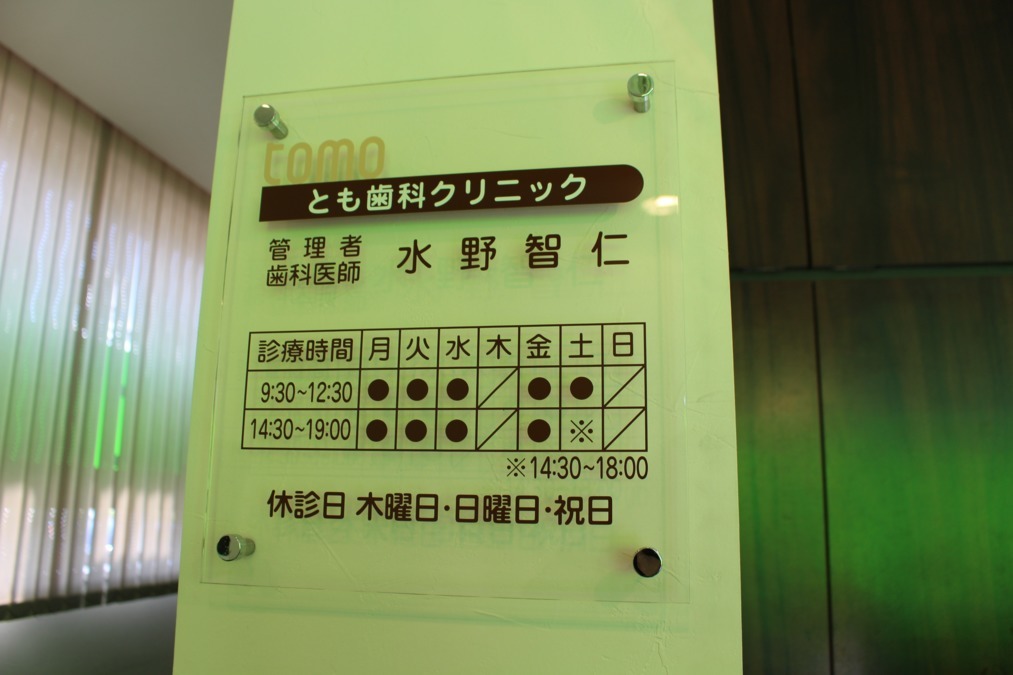 tomo
とも歯科クリニック
管理者
歯科医師 水野智仁
診療時間 月 火 水 木 金 土 日
9:30~12:30 ● ● ● ／ ● ● ／
14:30~19:00 ● ● ● ／ ● ※ ／
※14:30~18:00
休診日 木曜日・日曜日・祝日